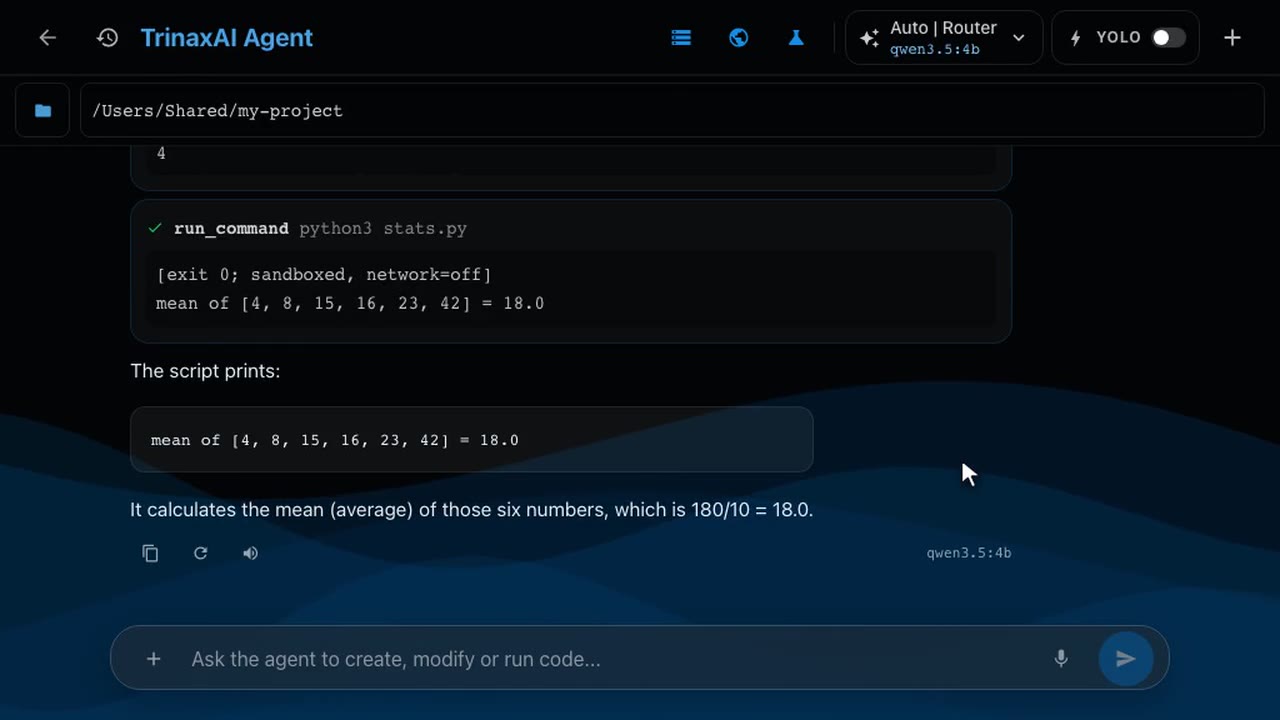 TrinaxAI Agent
Auto | Router
qwen3.5:4b
YOLO
/Users/Shared/my-project
4
run_command python3 stats.py
[exit 0; sandboxed, network=off]
mean of [4, 8, 15, 16, 23, 42] = 18.0
The script prints:
mean of [4, 8, 15, 16, 23, 42] = 18.0
It calculates the mean (average) of those six numbers, which is 180/10 = 18.0.
qwen3.5:4b
Ask the agent to create, modify or run code...